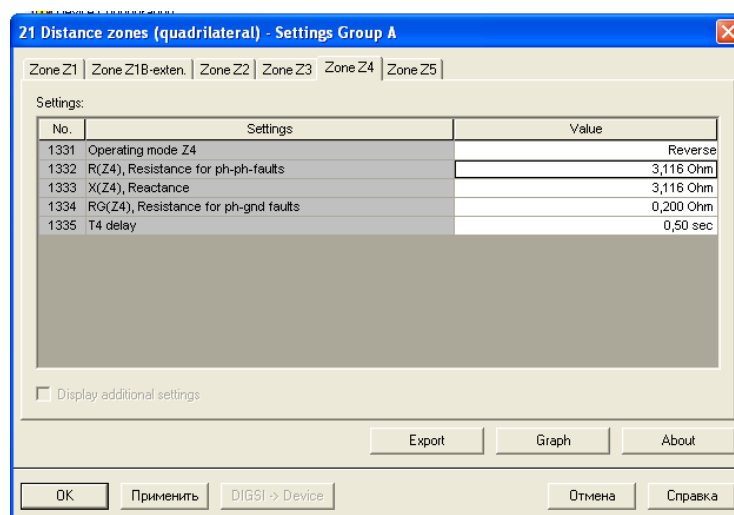 21 Distance zones (quadrilateral) - Settings Group A
Zone Z1 Zone Z1B-exten. Zone Z2 Zone Z3 Zone Z4 Zone Z5
Settings:
No. Settings Value
1331 Operating mode Z4 Reverse
1332 R(Z4), Resistance for ph-ph-faults 3,116 Ohm
1333 X(Z4), Reactance 3,116 Ohm
1334 RG(Z4), Resistance for ph-gnd faults 0,200 Ohm
1335 T4 delay 0,50 sec
Display additional settings
Export Graph About
OK Применить DIGSI -> Device Отмена Справка